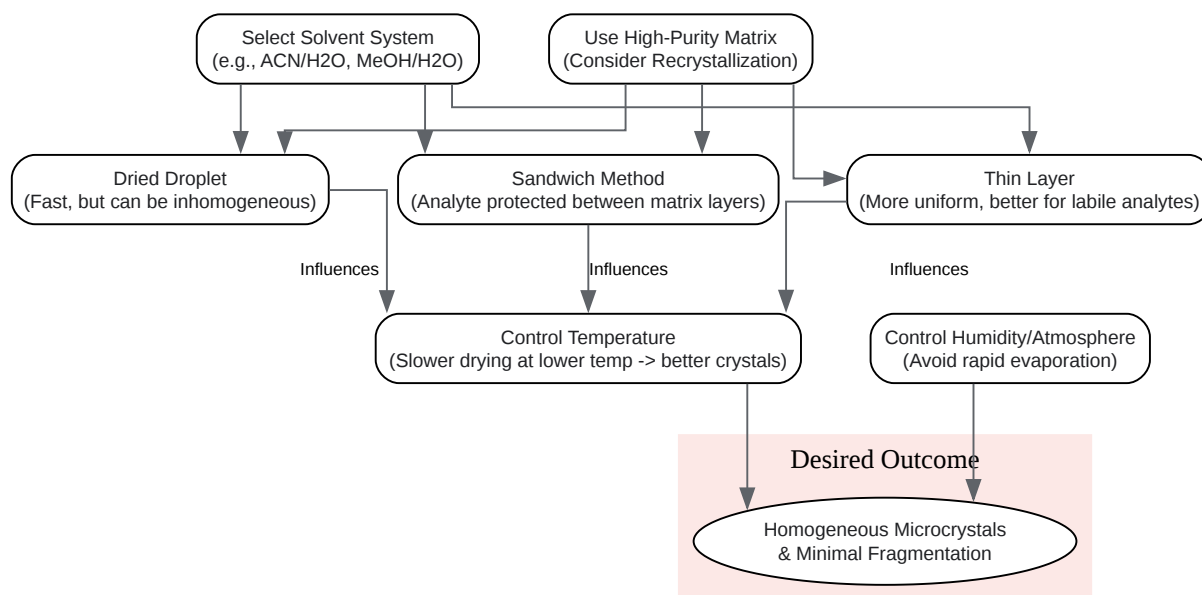 Select Solvent System
(e.g., ACN/H2O, MeOH/H2O)
Use High-Purity Matrix
(Consider Recrystallization)
Dried Droplet
(Fast, but can be inhomogeneous)
Sandwich Method
(Analyte protected between matrix layers)
Thin Layer
(More uniform, better for labile analytes)
Influences
Influences
Influences
Control Temperature
(Slower drying at lower temp -> better crystals)
Control Humidity/Atmosphere
(Avoid rapid evaporation)
Desired Outcome
Homogeneous Microcrystals
& Minimal Fragmentation